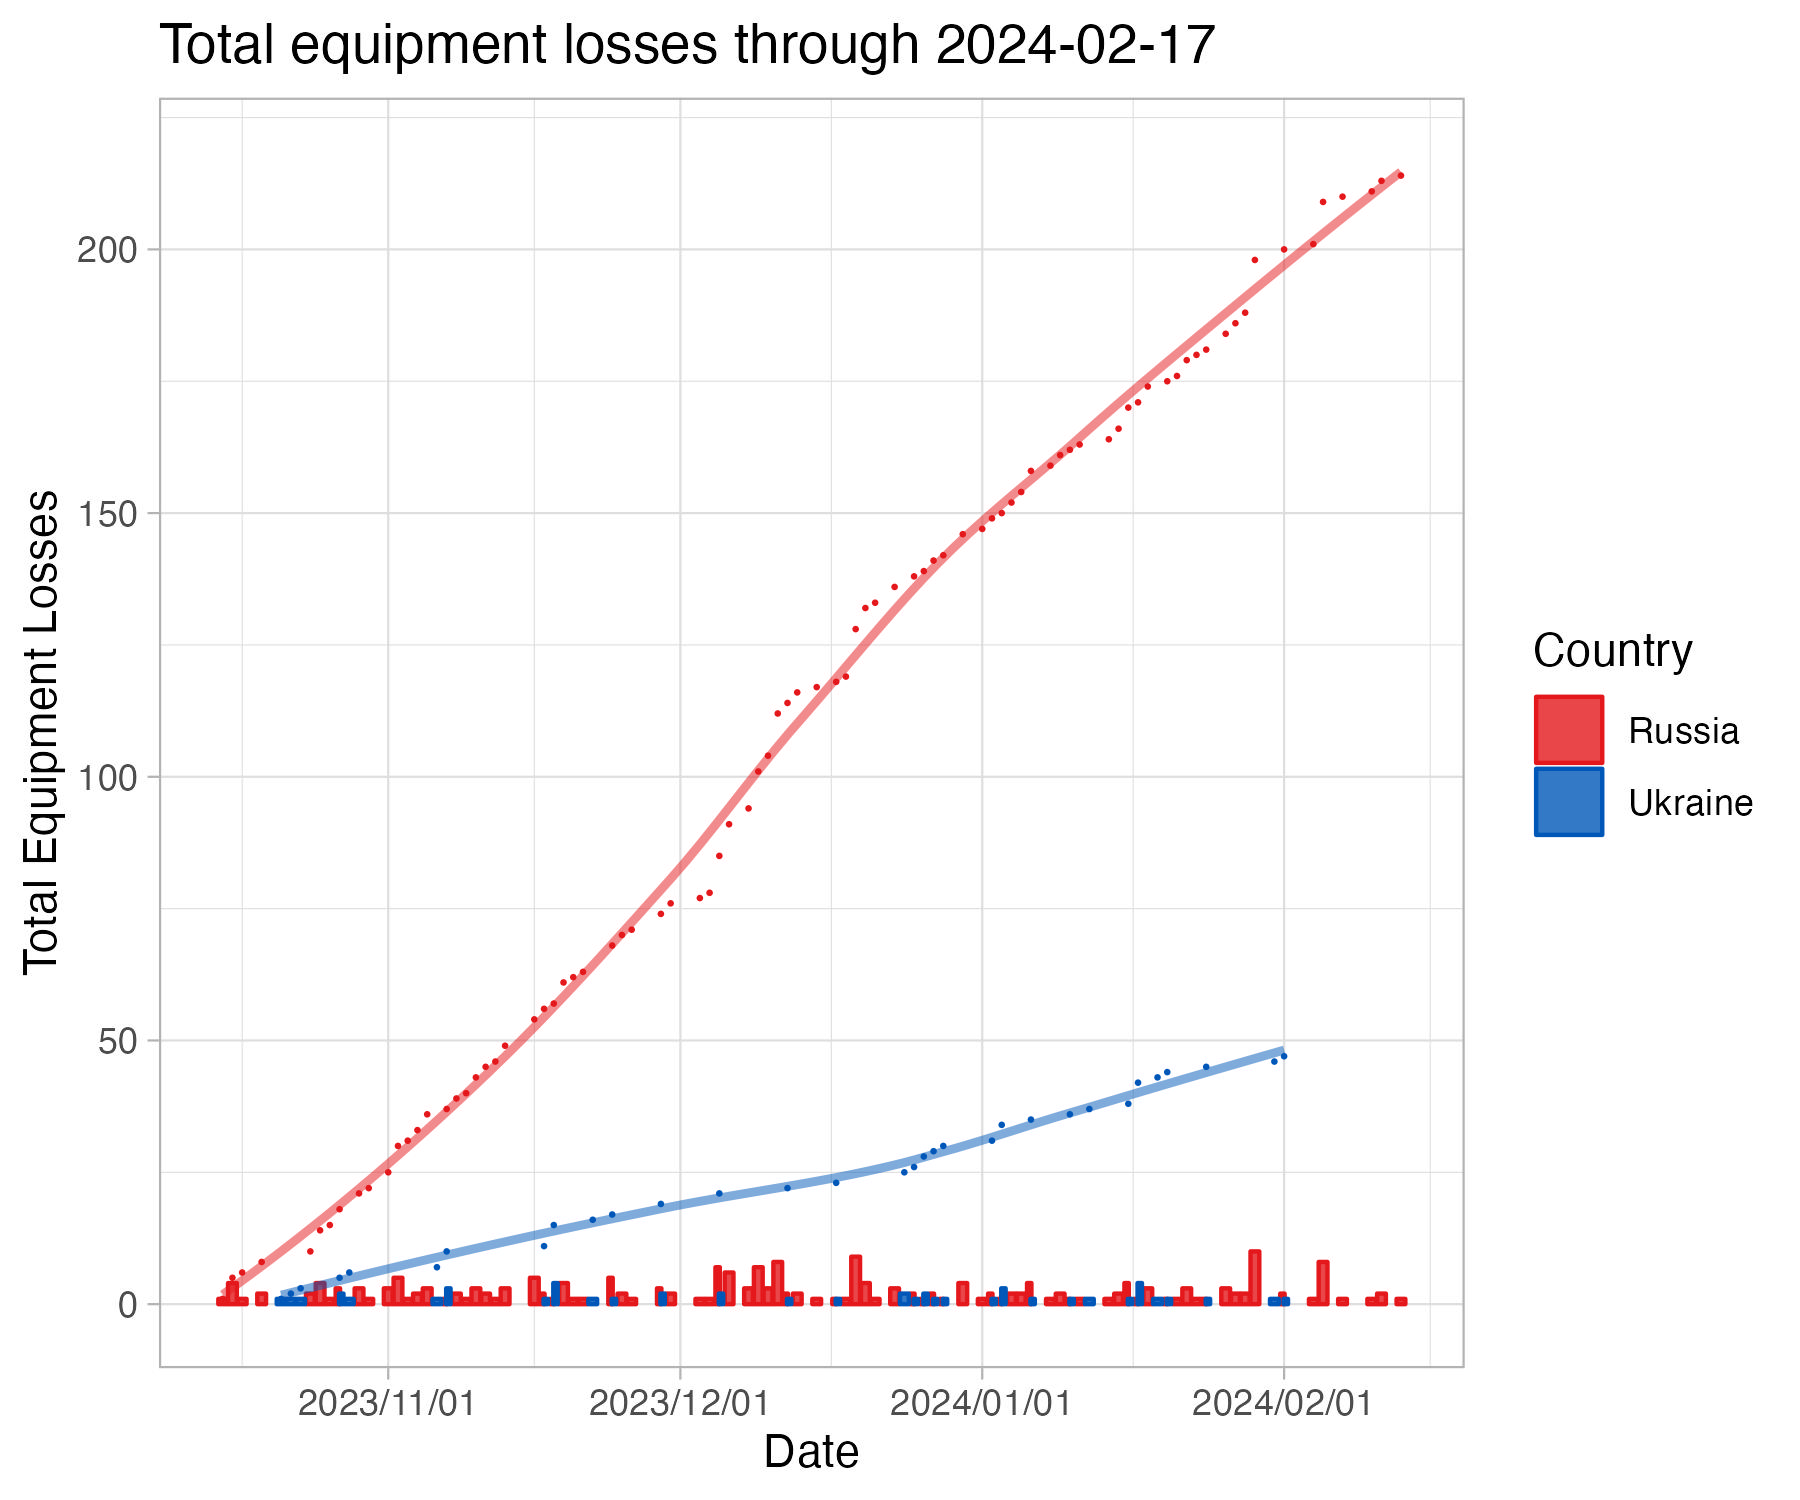 Total equipment losses through 2024-02-17
Total Equipment Losses
200
150
100
50
0
2023/11/01
2023/12/01
2024/01/01
2024/02/01
Date
Country
Russia
Ukraine